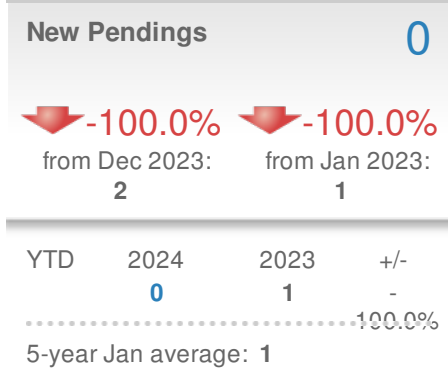 New Pendings 0
-100.0% -100.0%
from Dec 2023: from Jan 2023:
2 1
YTD 2024 2023 +/-
0 1 -
100.0%
5-year Jan average: 1